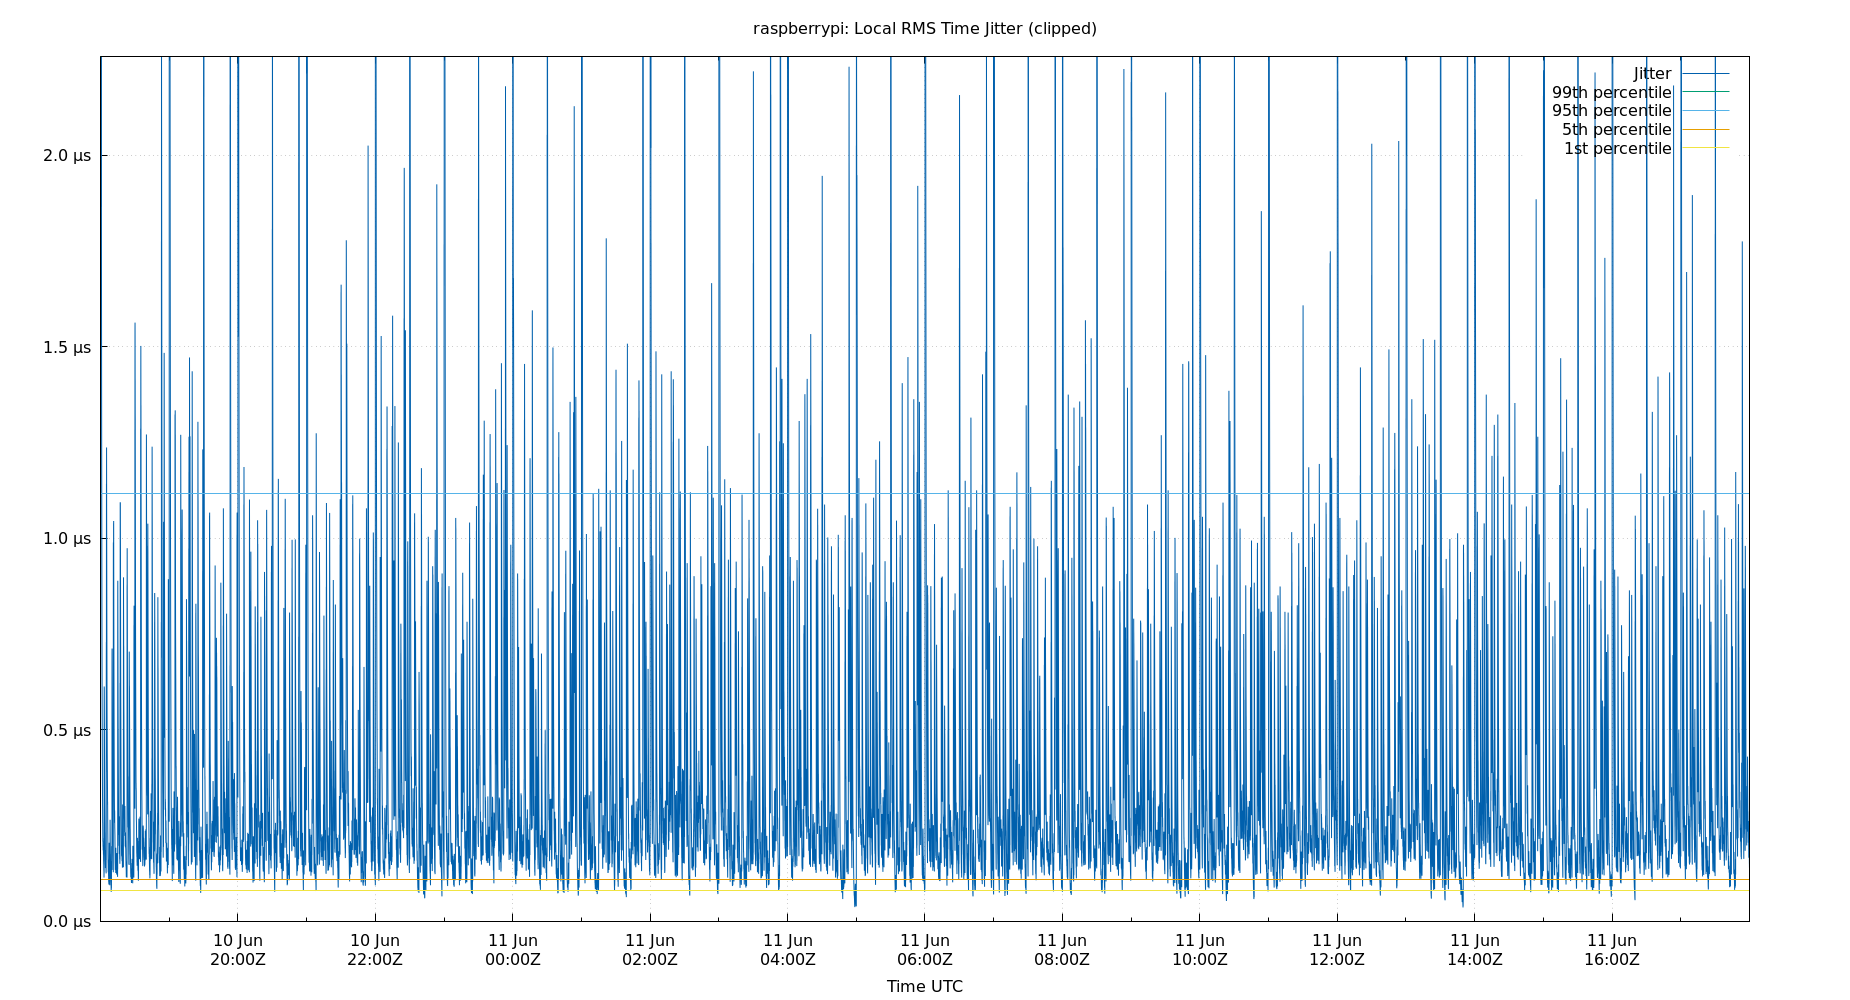 raspberrypi: Local RMS Time Jitter (clipped)
Jitter
99th percentile
95th percentile
5th percentile
1st percentile
2.0 µs
1.5 µs
1.0 µs
0.5 µs
0.0 µs
10 Jun 10 Jun 11 Jun 11 Jun 11 Jun 11 Jun 11 Jun 11 Jun 11 Jun 11 Jun 11 Jun
20:00Z 22:00Z 00:00Z 02:00Z 04:00Z 06:00Z 08:00Z 10:00Z 12:00Z 14:00Z 16:00Z
Time UTC